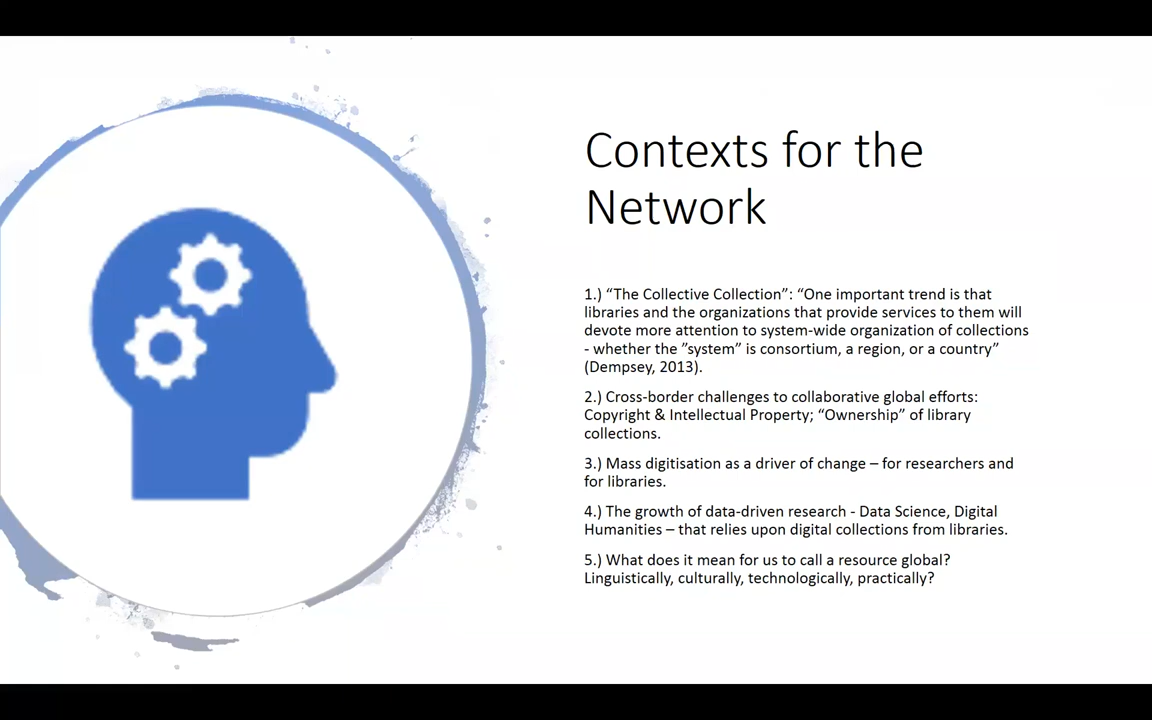 Contexts for the
Network
1.) “The Collective Collection”: “One important trend is that
libraries and the organizations that provide services to them will
devote more attention to system-wide organization of collections
- whether the ”system” is consortium, a region, or a country”
(Dempsey, 2013).
2.) Cross-border challenges to collaborative global efforts:
Copyright & Intellectual Property; “Ownership” of library
collections.
3.) Mass digitisation as a driver of change – for researchers and
for libraries.
4.) The growth of data-driven research - Data Science, Digital
Humanities – that relies upon digital collections from libraries.
5.) What does it mean for us to call a resource global?
Linguistically, culturally, technologically, practically?